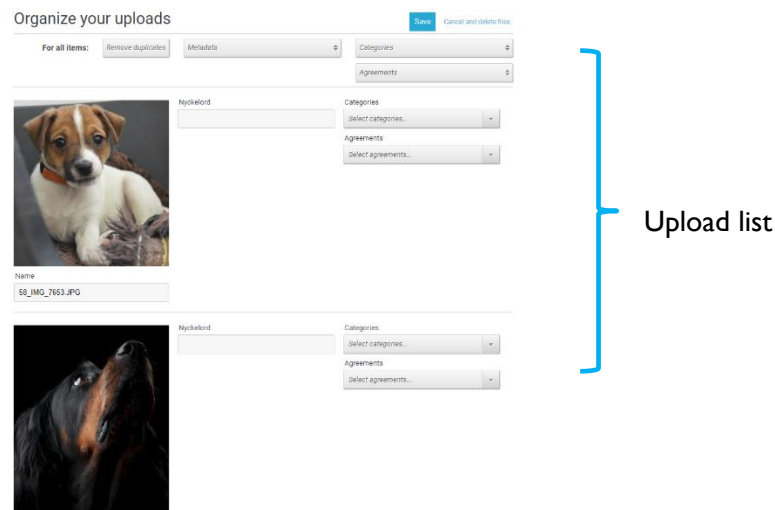 Organize your uploads
Save Cancel and delete files
For all items: Remove duplicates Metadata Categories
Agreements
Nyckelord
Categories
Select categories...
Agreements
Select agreements...
Name
58_IMG_7653.JPG
Upload list
Nyckelord
Categories
Select categories...
Agreements
Select agreements...